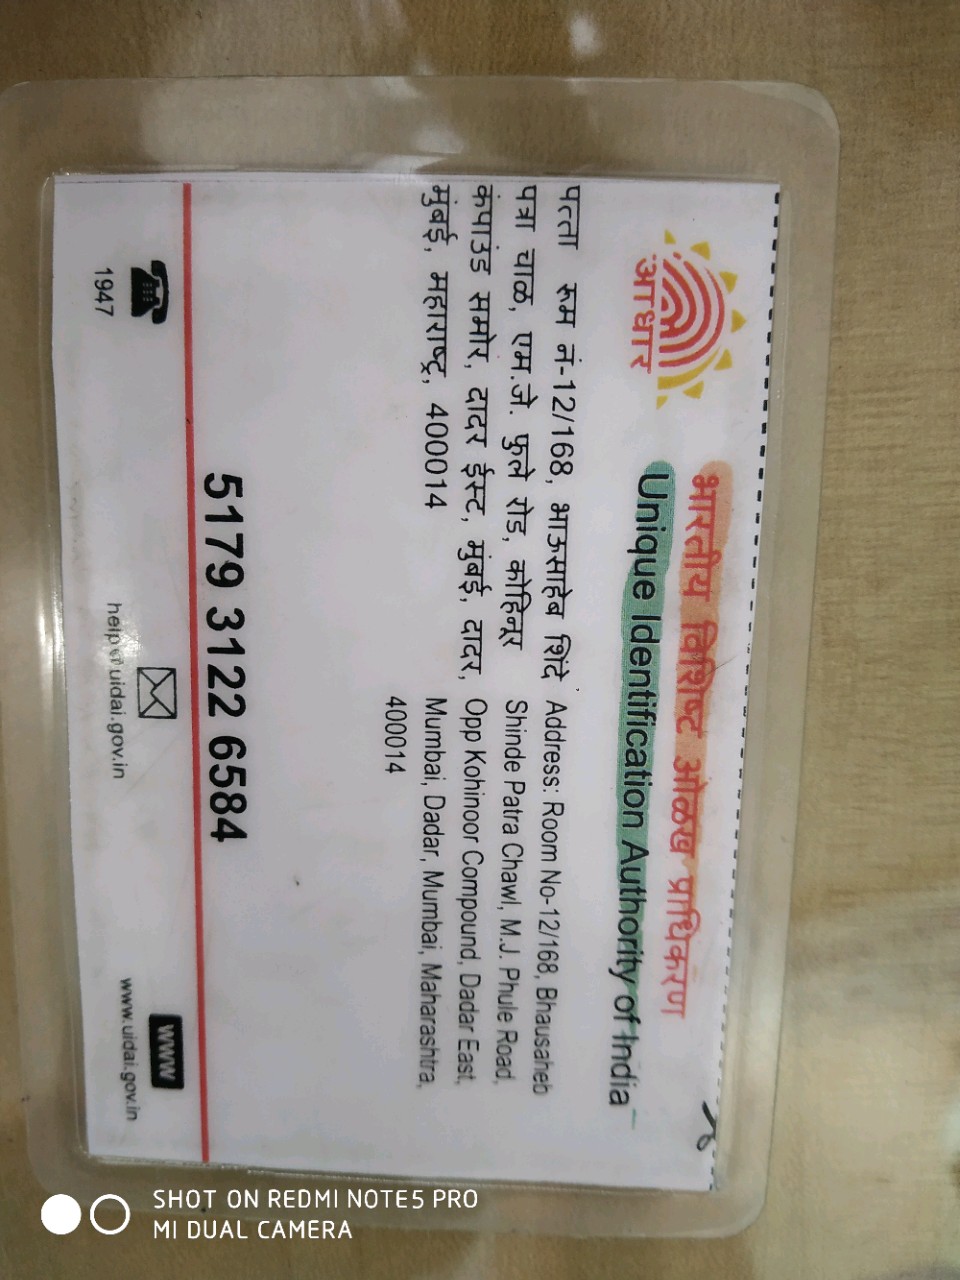 आधार
भारतीय विशिष्ट ओळख प्राधिकरण
Unique Identification Authority of India
पत्ता रूम नं-12/168, भाऊसाहेब शिंदे
पत्रा चाळ, एम.जे. फुले रोड, कोहिनूर
कंपाउंड समोर, दादर ईस्ट, मुंबई, दादर,
मुंबई, महाराष्ट्र, 400014
Address: Room No-12/168, Bhausaheb
Shinde Patra Chawl, M.J. Phule Road,
Opp Kohinoor Compound, Dadar East,
Mumbai, Dadar, Mumbai, Maharashtra,
400014
5179 3122 6584
1947
help@uidai.gov.in
www
www.uidai.gov.in
SHOT ON REDMI NOTE5 PRO
MI DUAL CAMERA